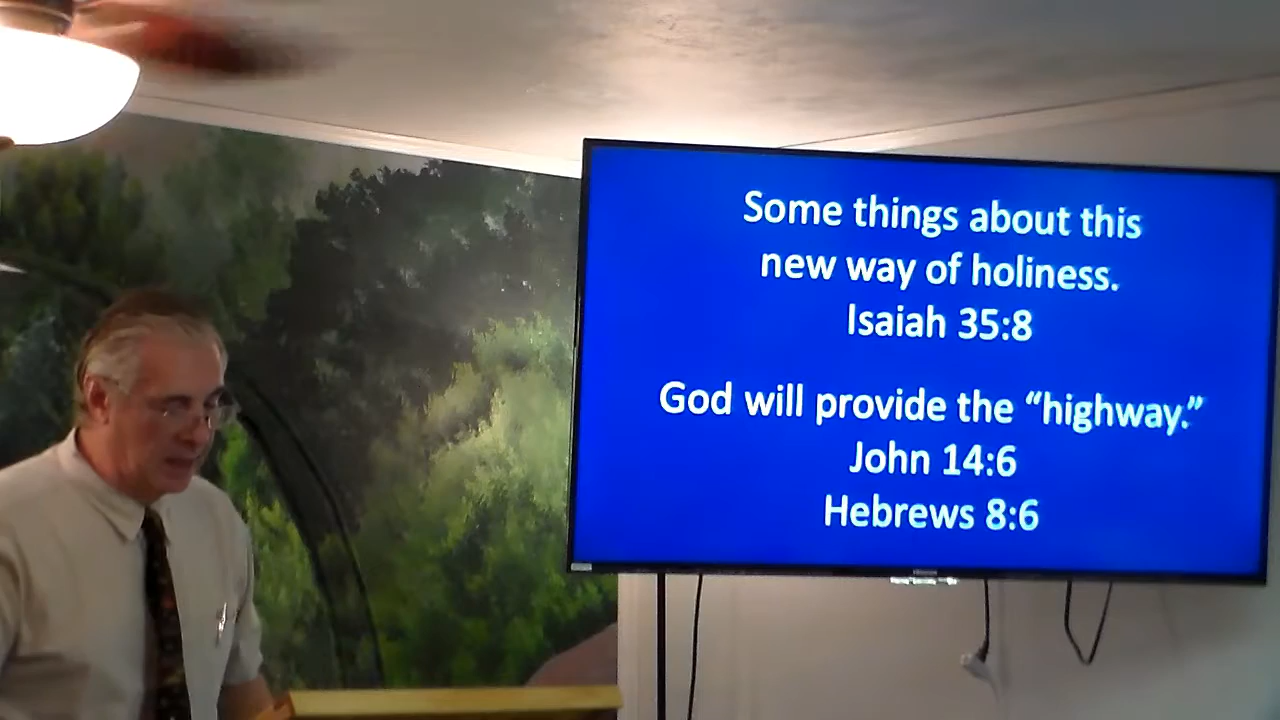 Some things about this
new way of holiness.
Isaiah 35:8
God will provide the “highway.”
John 14:6
Hebrews 8:6